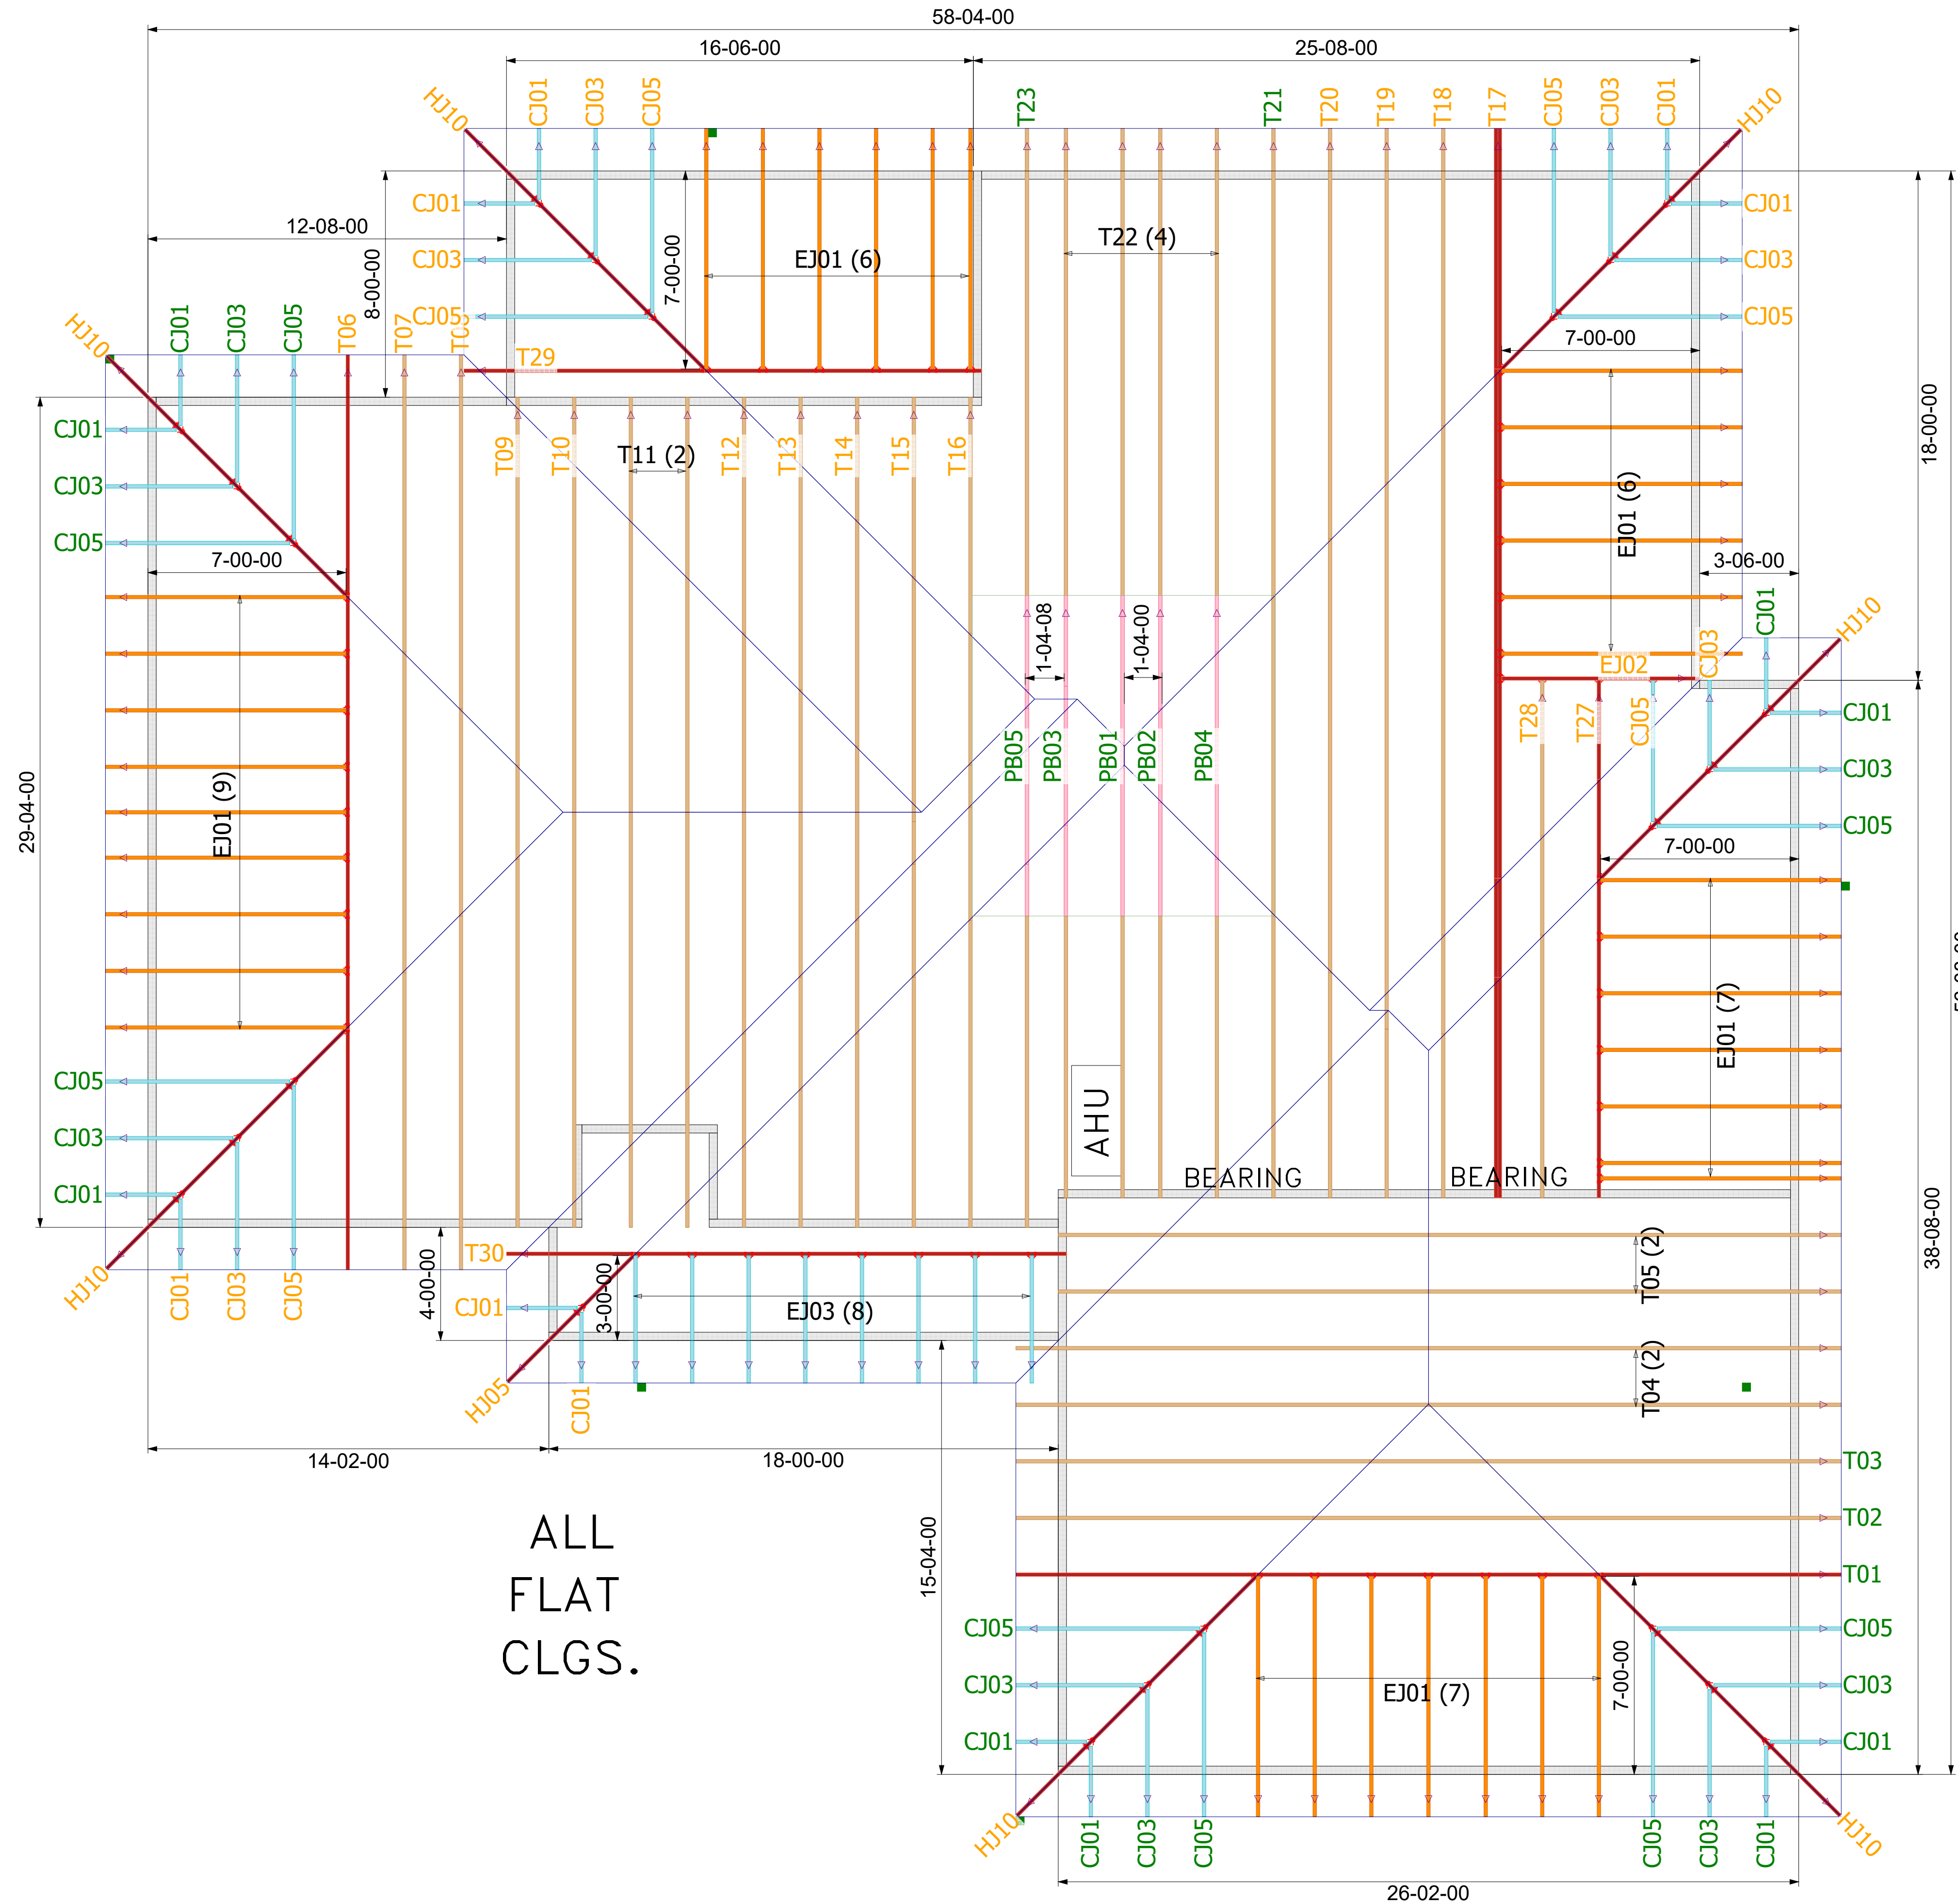 58-04-00
16-06-00
25-08-00
HJ10
CJ01
CJ03
CJ05
T23
T21
T20
T19
T18
T17
CJ05
CJ03
CJ01
HJ10
CJ01
CJ03
CJ05
12-08-00
8-00-00
7-00-00
EJ01 (6)
T22 (4)
CJ01
CJ03
CJ05
7-00-00
18-00-00
HJ10
CJ01
CJ03
CJ05
T06
T07
T29
CJ01
CJ03
CJ05
7-00-00
T09
T10
T11 (2)
T12
T13
T14
T15
T16
EJ01 (6)
3-06-00
CJ01
HJ10
EJ02
CJ03
1-04-08
1-04-00
T28
T27
CJ05
CJ01
CJ03
CJ05
PB05
PB03
PB01
PB02
PB04
29-04-00
EJ01 (9)
7-00-00
EJ01 (7)
CJ05
CJ03
CJ01
HJ10
CJ01
CJ03
CJ05
AHU
BEARING
BEARING
38-08-00
T30
4-00-00
3-00-00
CJ01
EJ03 (8)
HJ05
CJ01
T05 (2)
T04 (2)
14-02-00
18-00-00
T03
T02
T01
ALL
FLAT
CLGS.
15-04-00
CJ05
CJ03
CJ01
EJ01 (7)
7-00-00
CJ05
CJ03
CJ01
HJ10
CJ01
CJ03
CJ05
CJ05
CJ03
CJ01
HJ10
26-02-00